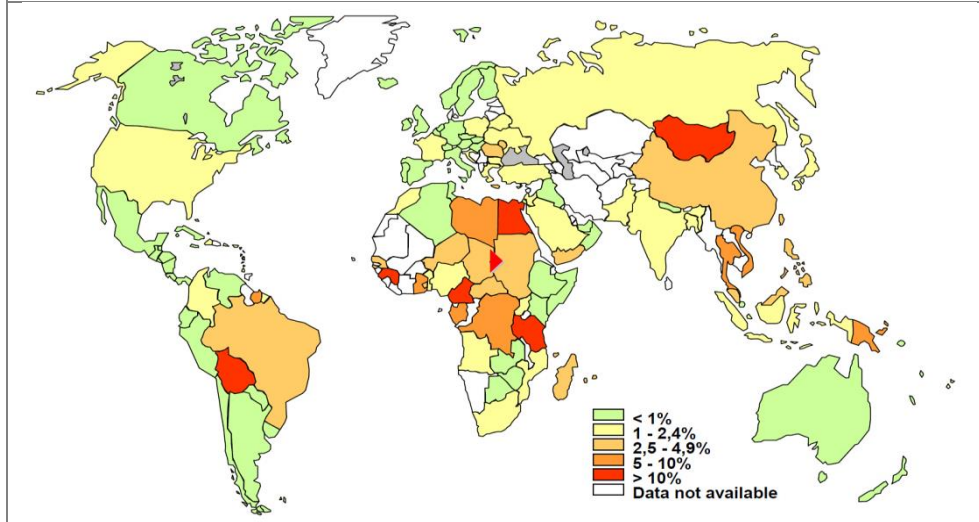 < 1%
1 - 2,4%
2,5 - 4,9%
5 - 10%
> 10%
Data not available